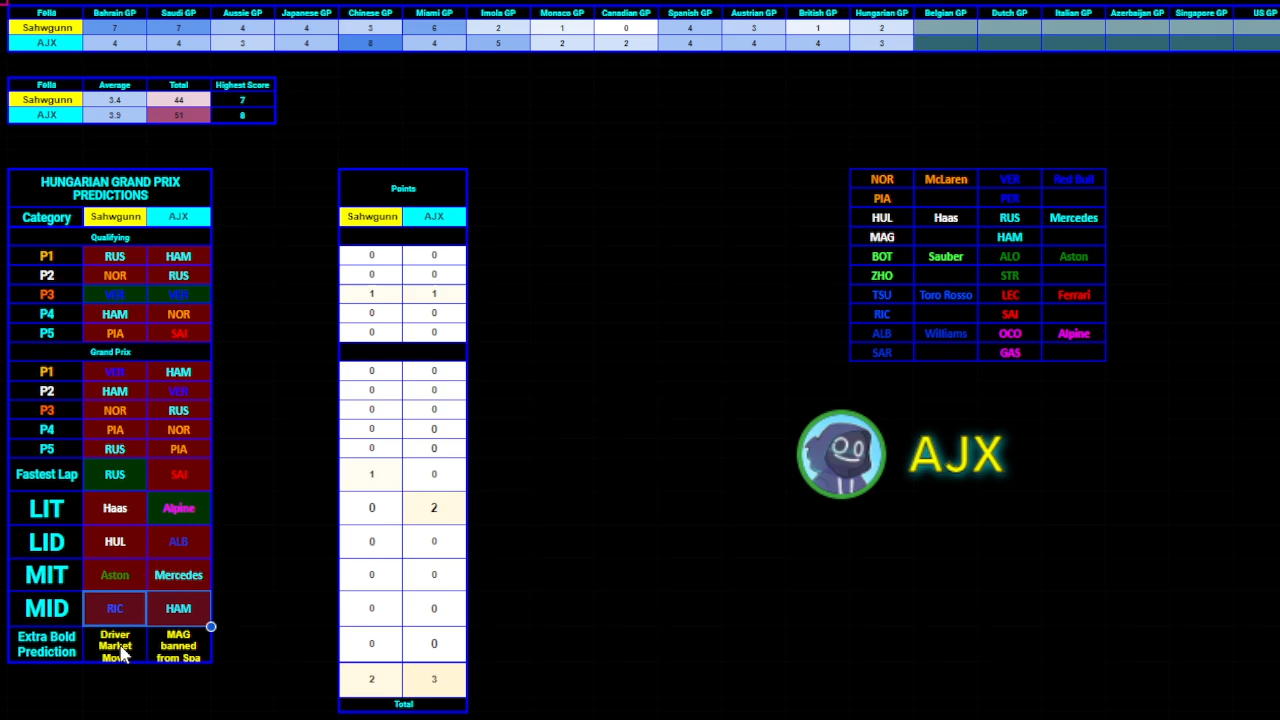 Fellä Bahrain GP Saudi GP Aussie GP Japanese GP Chinese GP Miami GP Imola GP Monaco GP Canadian GP Spanish GP Austrian GP British GP Hungarian GP Belgian GP Dutch GP Italian GP Azerbaijan GP Singapore GP US GP
Sahwgunn 7 7 4 4 3 6 2 1 0 4 3 1 2
AJX 4 4 3 4 8 4 5 2 2 4 4 4 3
Average Total Highest Score
Sahwgunn 3.4 44 7
AJX 3.9 51 8
HUNGARIAN GRAND PRIX
PREDICTIONS
Category Sahwgunn AJX
Qualifying
P1 RUS HAM
P2 NOR RUS
P3 VER VER
P4 HAM NOR
P5 PIA SAI
Grand Prix
P1 VER HAM
P2 HAM VER
P3 NOR RUS
P4 PIA NOR
P5 RUS PIA
Fastest Lap RUS SAI
LIT Haas Alpine
LID HUL ALB
MIT Aston Mercedes
MID RIC HAM
Extra Bold
Prediction
Driver
Market
MAG
banned
from Spa
Points
Sahwgunn AJX
0 0
0 0
1 1
0 0
0 0
0 0
0 0
0 0
0 0
0 0
1 0
0 2
0 0
0 0
0 0
0 0
2 3
Total
NOR McLaren VER Red Bull
PIA PER
HUL Haas RUS Mercedes
MAG HAM
BOT Sauber ALO Aston
ZHO STR
TSU Toro Rosso LEC Ferrari
RIC SAI
ALB Williams OCO Alpine
SAR GAS
AJX